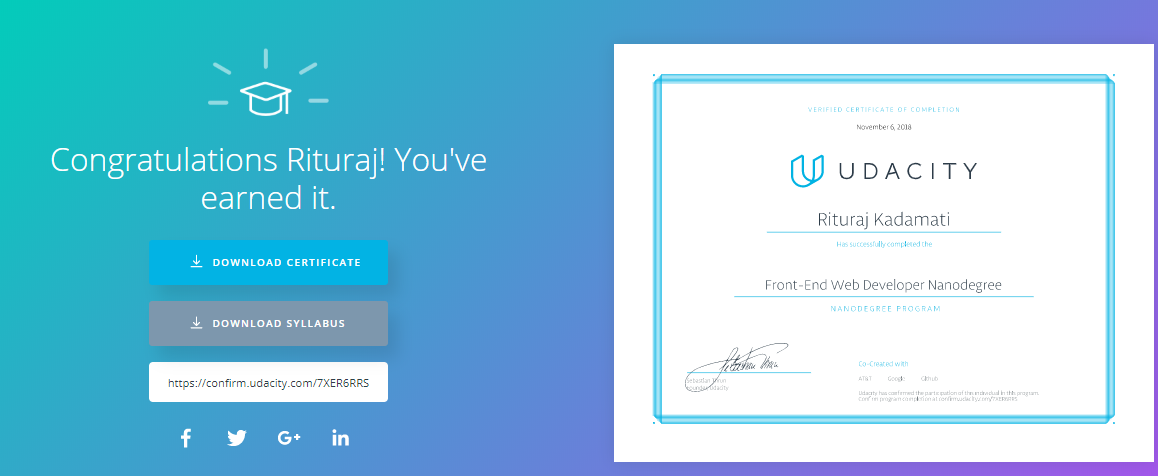 Congratulations Rituraj! You've
earned it.
DOWNLOAD CERTIFICATE
DOWNLOAD SYLLABUS
https://confirm.udacity.com/7XER6RRS
VERIFIED CERTIFICATE OF COMPLETION
November 6, 2018
UDACITY
Rituraj Kadamati
Has successfully completed the
Front-End Web Developer Nanodegree
NANODEGREE PROGRAM
Sebastian Thrun
Founder, Udacity
Co-created with
AT&T Google Github
Udacity has confirmed the participation of the individual in this program.
Confirm program completion at confirm.udacity.com/7XER6RRS